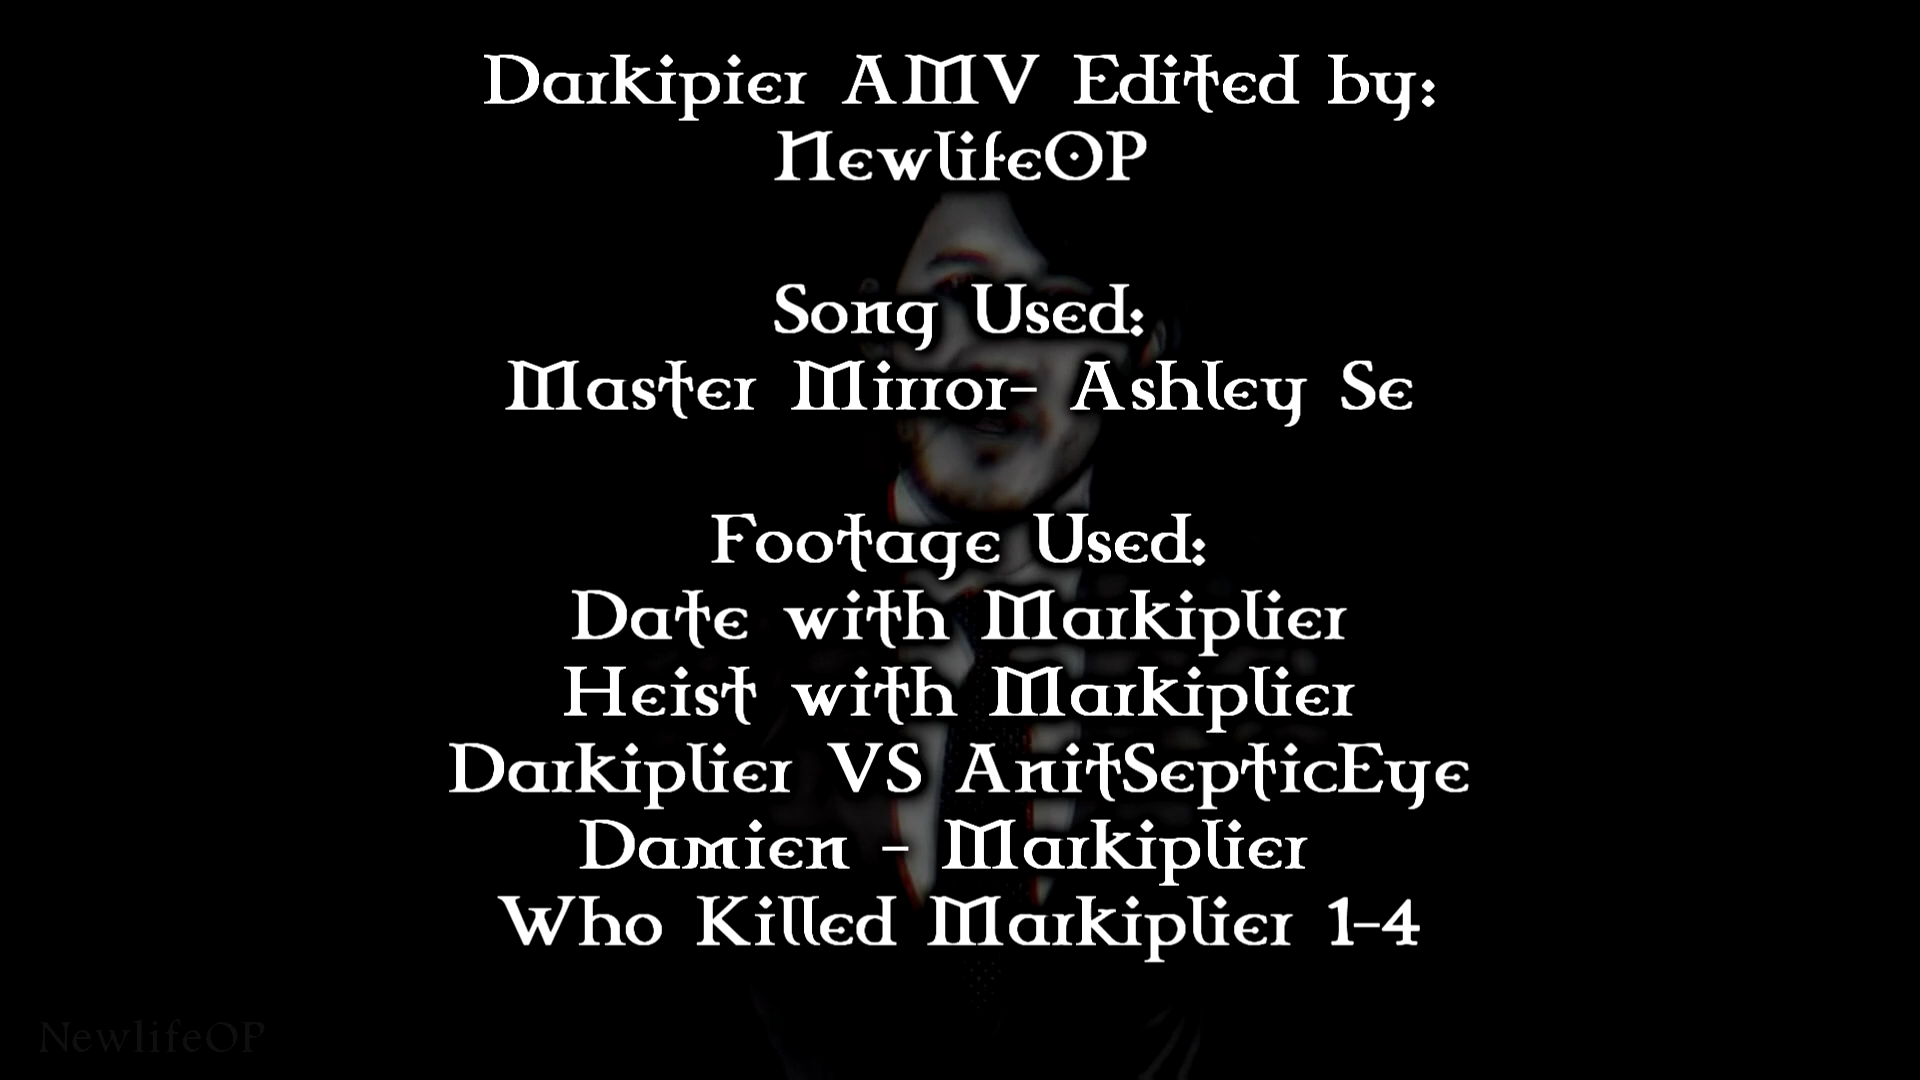 Darkipier AMV Edited by:
NewlifeOP
Song Used:
Master Mirror- Ashley Se
Footage Used:
Date with Markiplier
Heist with Markiplier
Darkiplier VS AnitSepticEye
Damien - Markiplier
Who Killed Markiplier 1-4
NewlifeOP